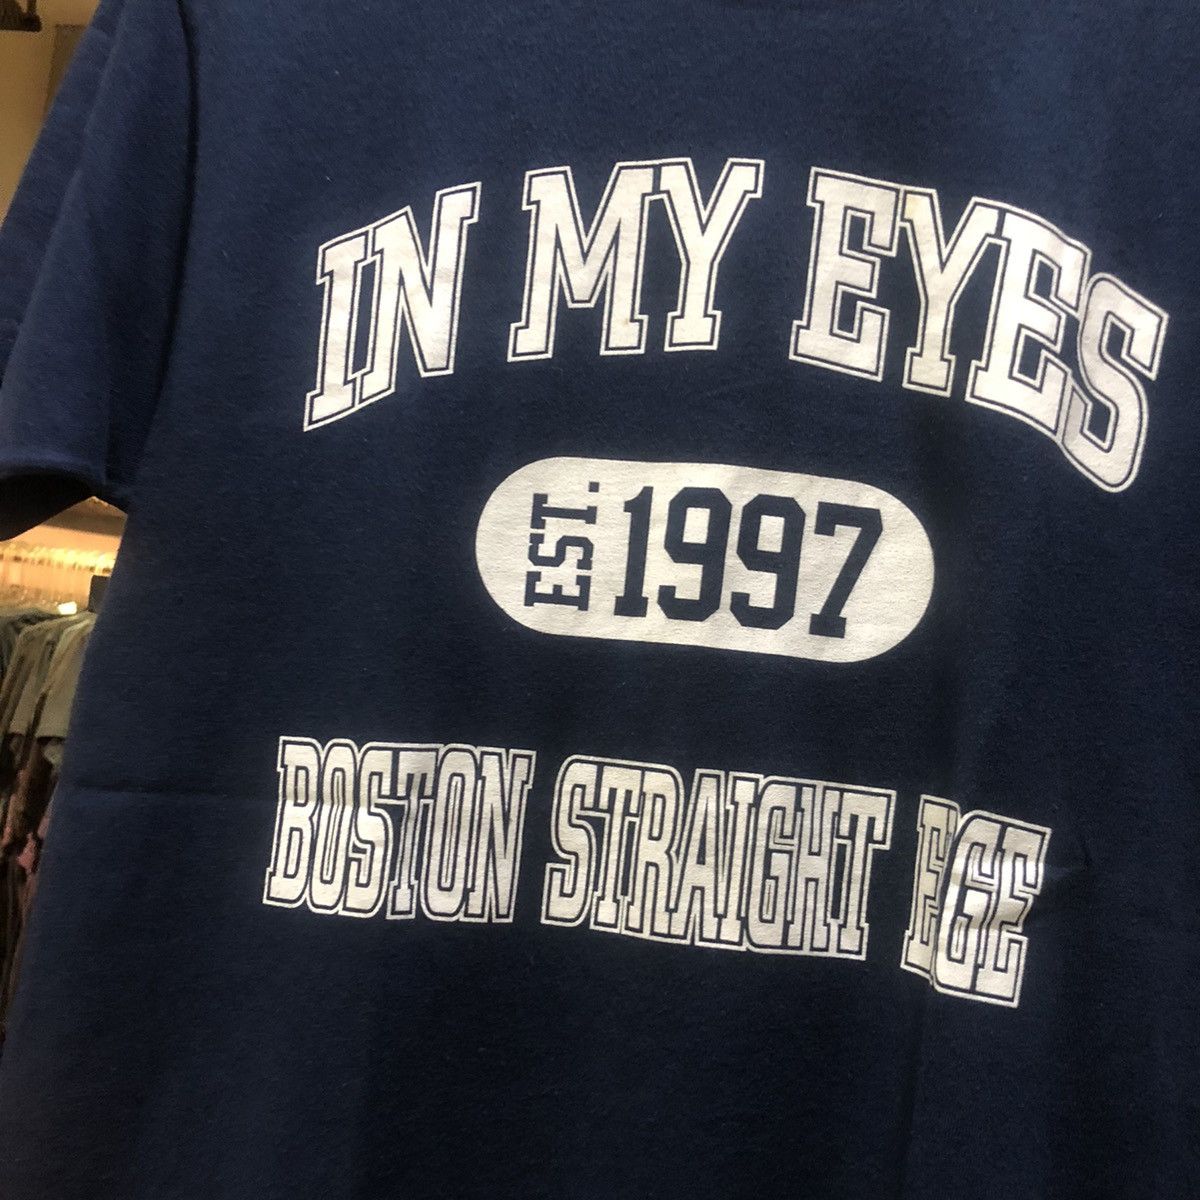 IN MY EYES
EST. 1997
BOSTON STRAIGHT EGE